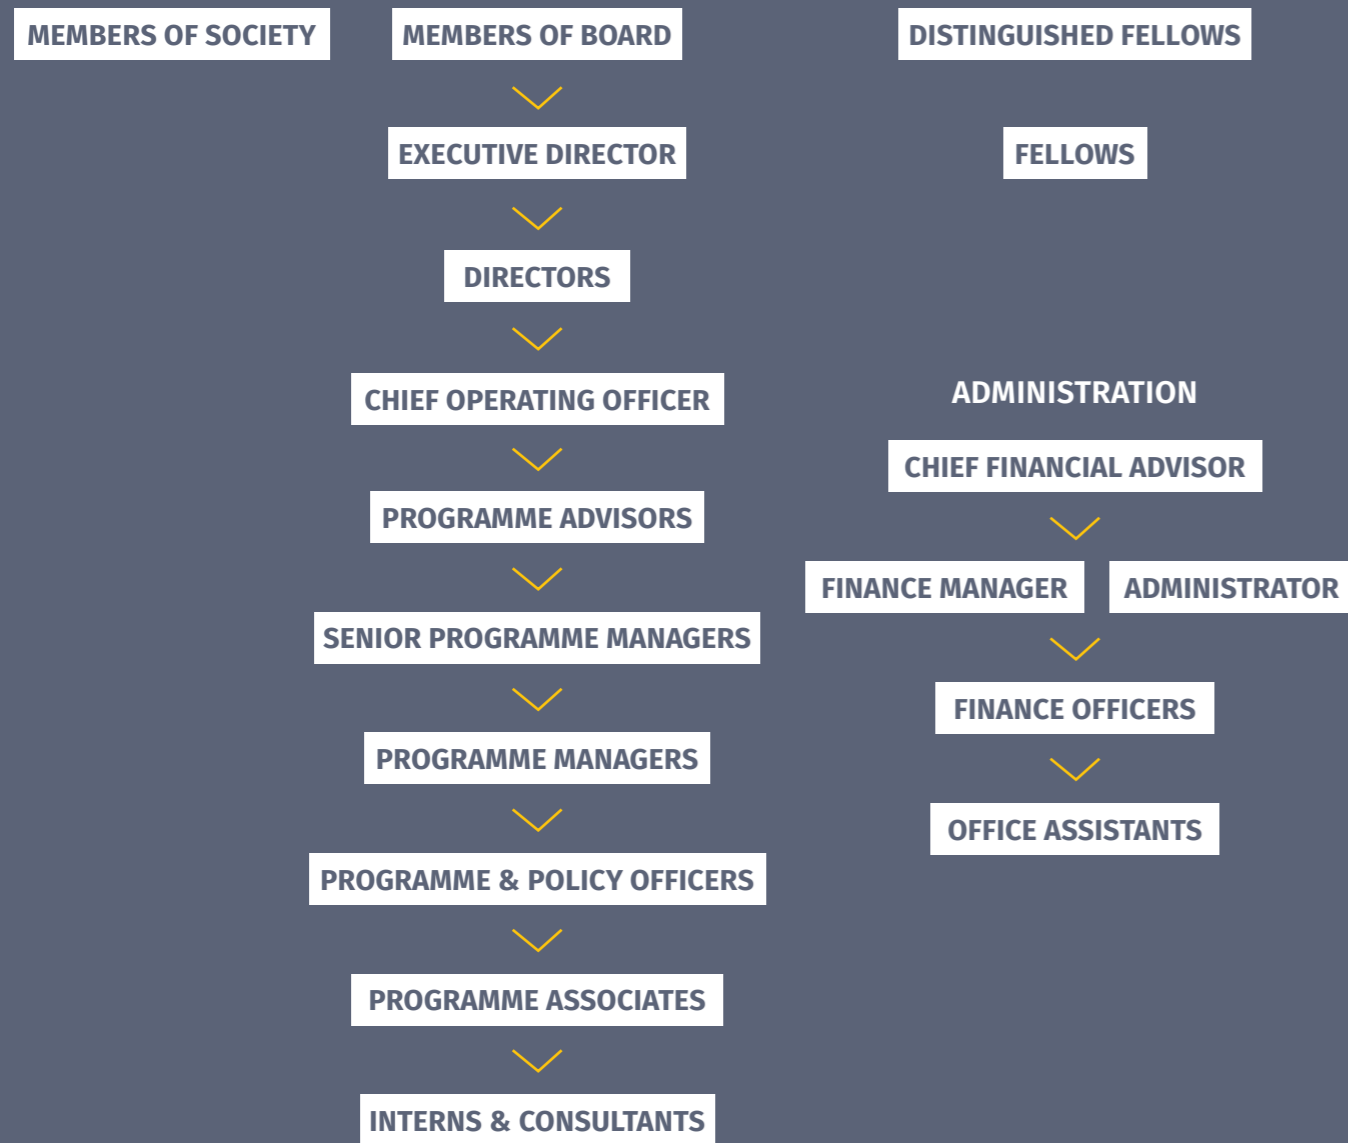 MEMBERS OF SOCIETY
MEMBERS OF BOARD
DISTINGUISHED FELLOWS
EXECUTIVE DIRECTOR
FELLOWS
DIRECTORS
CHIEF OPERATING OFFICER
PROGRAMME ADVISORS
SENIOR PROGRAMME MANAGERS
PROGRAMME MANAGERS
PROGRAMME & POLICY OFFICERS
PROGRAMME ASSOCIATES
INTERNS & CONSULTANTS
ADMINISTRATION
CHIEF FINANCIAL ADVISOR
FINANCE MANAGER
ADMINISTRATOR
FINANCE OFFICERS
OFFICE ASSISTANTS